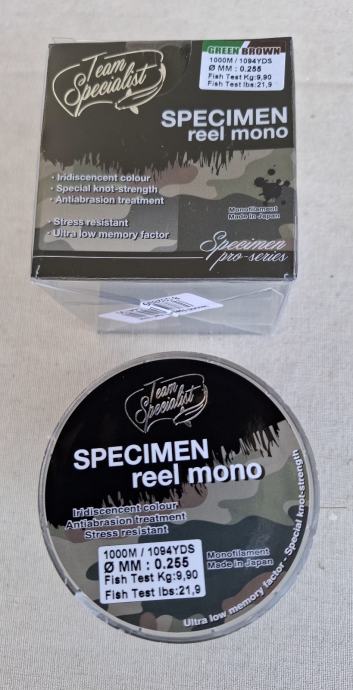 GREEN BROWN
1000M / 1094YDS
Ø MM : 0.255
Fish Test Kg:9,90
Fish Test lbs:21,9
Team
Specialist
SPECIMEN
reel mono
· Iridiscent colour
· Special knot-strength
· Antiabrasion treatment
· Stress resistant
· Ultra low memory factor
Monofilament
Made in Japan
Specimen
pro-series
Team
Specialist
SPECIMEN
reel mono
Iridiscent colour
Antiabrasion treatment
Stress resistant
1000M / 1094YDS
Ø MM : 0.255
Fish Test Kg:9,90
Fish Test lbs:21,9
Monofilament
Made in Japan
Ultra low memory factor - Special knot-strength